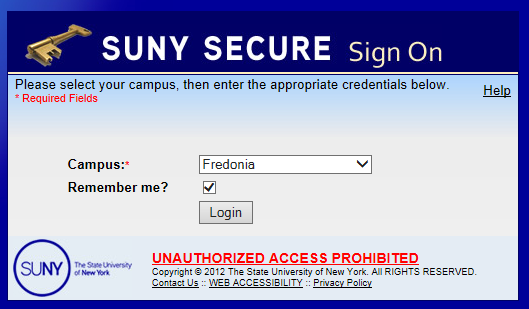 SUNY SECURE Sign On
Please select your campus, then enter the appropriate credentials below.
* Required Fields
Help
Campus:*
Fredonia
Remember me?
Login
SUNY
The State University
of New York
UNAUTHORIZED ACCESS PROHIBITED
Copyright © 2012 The State University of New York. All RIGHTS RESERVED.
Contact Us :: WEB ACCESSIBILITY :: Privacy Policy